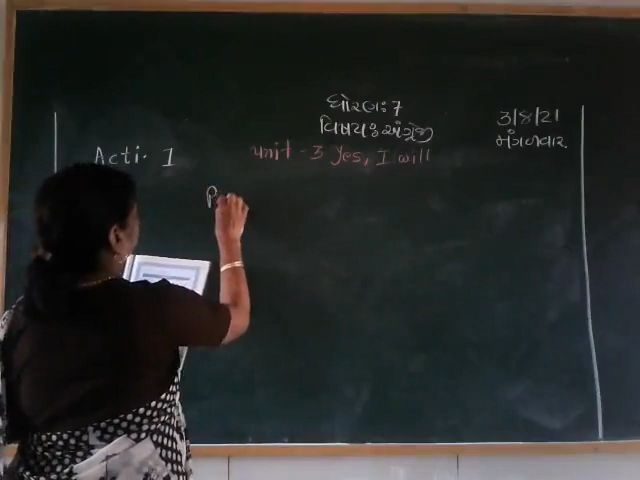 ધોરણઃ 7
વિષયઃ અંગ્રેજી
3/8/21
મંગળવાર.
Acti. 1
unit - 3 Yes, I will
P